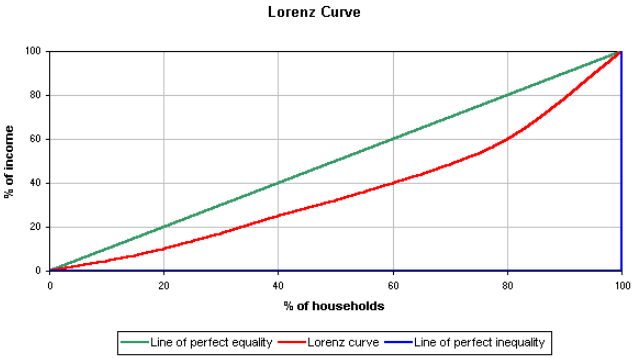 Lorenz Curve
100
80
60
40
20
0
% of income
0 20 40 60 80 100
% of households
Line of perfect equality Lorenz curve Line of perfect inequality